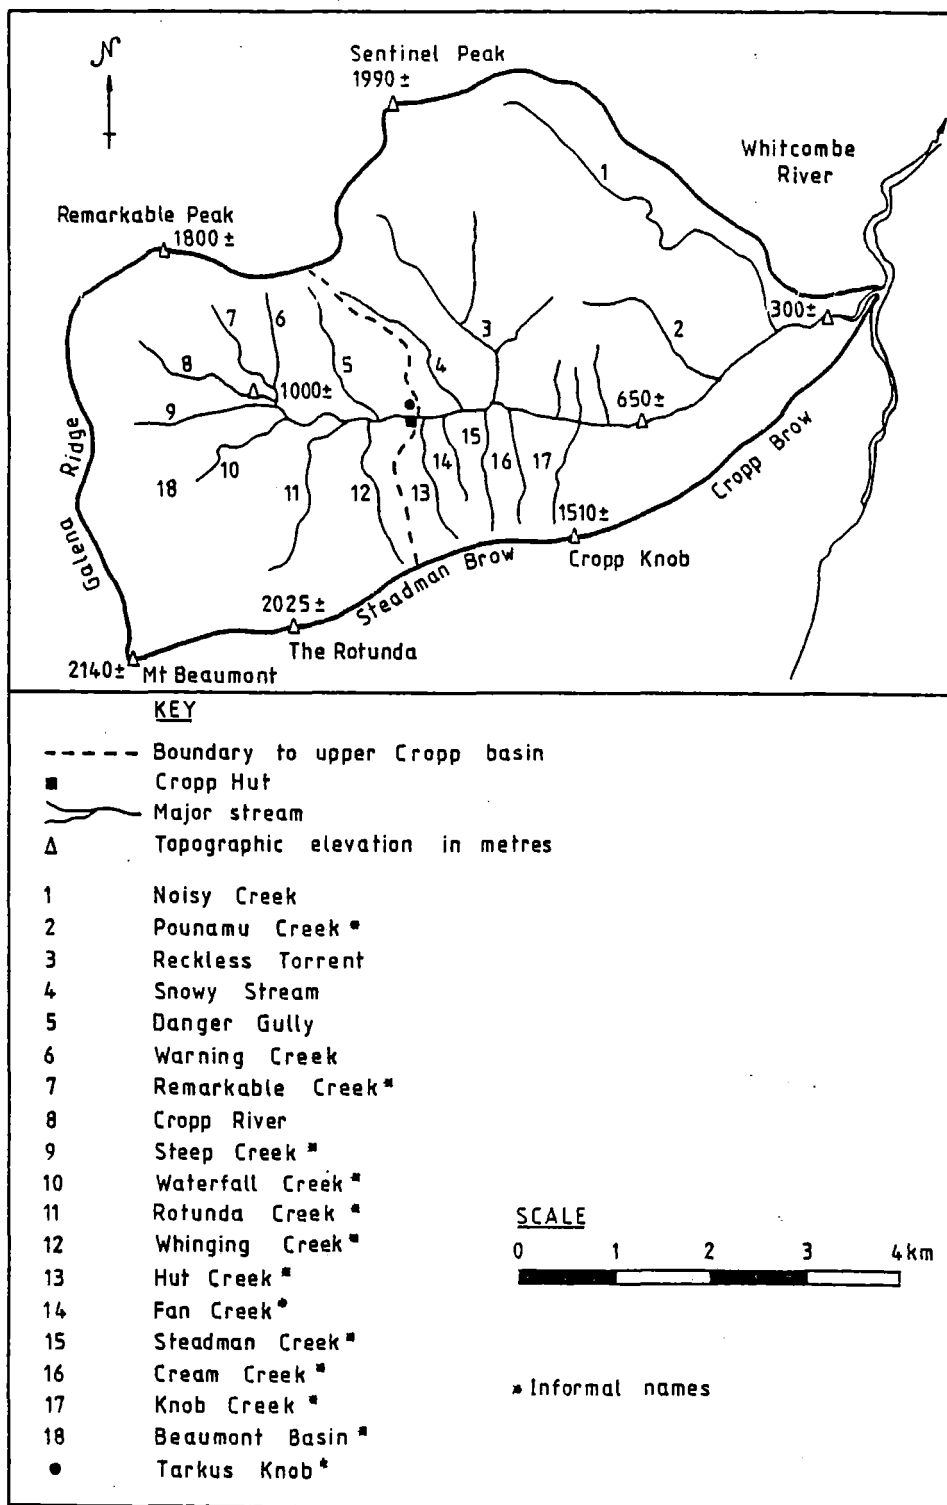 N
Sentinel Peak
1990 ±
Whitcombe
River
1
Remarkable Peak
1800 ±
300 ±
7
6
8
5
3
2
4
1000 ±
650 ±
9
15
10
14
16
17
18
11
12
13
Galena Ridge
Cropp Brow
1510 ±
Steadman Brow
Cropp Knob
2025 ±
The Rotunda
2140 ±
Mt Beaumont
KEY
Boundary to upper Cropp basin
Cropp Hut
Major stream
Topographic elevation in metres
1 Noisy Creek
2 Pounamu Creek *
3 Reckless Torrent
4 Snowy Stream
5 Danger Gully
6 Warning Creek
7 Remarkable Creek *
8 Cropp River
9 Steep Creek *
10 Waterfall Creek *
11 Rotunda Creek *
12 Whinging Creek *
13 Hut Creek *
14 Fan Creek *
15 Steadman Creek *
16 Cream Creek *
17 Knob Creek *
18 Beaumont Basin *
Tarkus Knob *
SCALE
0 1 2 3 4 km
* Informal names